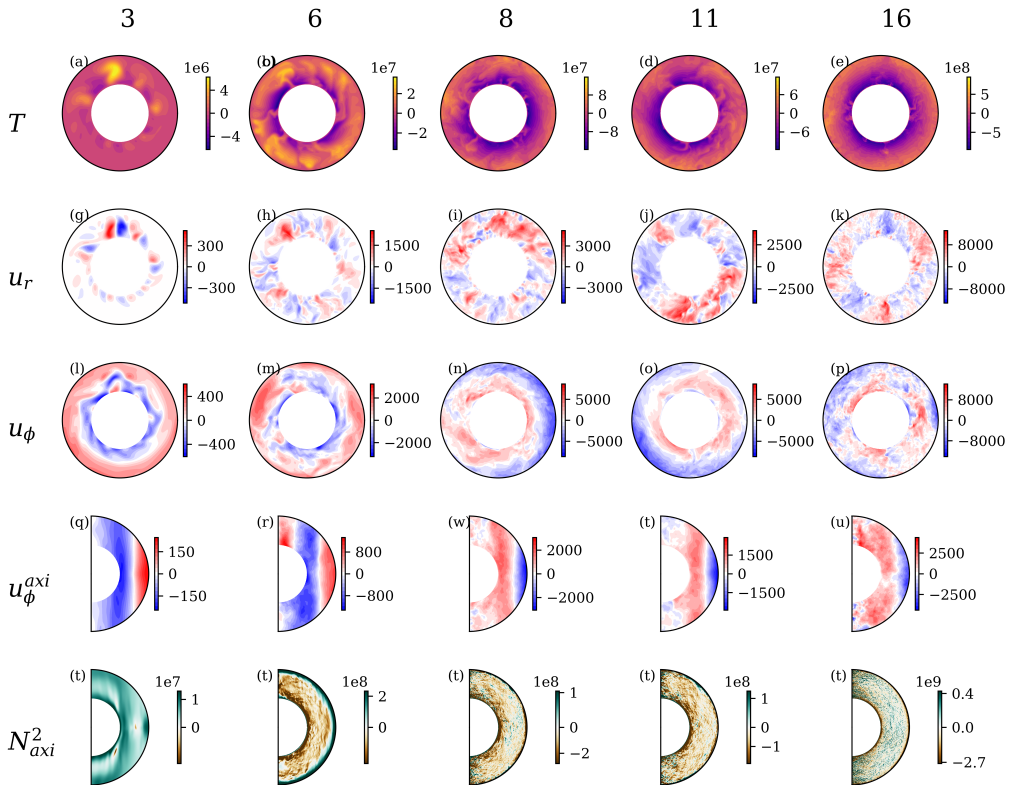 3 6 8 11 16
T
(a) 1e6 4 0 −4
(b) 1e7 2 0 −2
1e7 8 0 −8
(d) 1e7 6 0 −6
(e) 1e8 5 0 −5
u_r
(g) 300 0 −300
(h) 1500 0 −1500
(i) 3000 0 −3000
(j) 2500 0 −2500
(k) 8000 0 −8000
u_ϕ
(l) 400 0 −400
(m) 2000 0 −2000
(n) 5000 0 −5000
(o) 5000 0 −5000
(p) 8000 0 −8000
u_ϕ^{axi}
(q) 150 0 −150
(r) 800 0 −800
(w) 2000 0 −2000
(t) 1500 0 −1500
(u) 2500 0 −2500
N^2_{axi}
(t) 1e7 1 0
(t) 1e8 2 0
(t) 1e8 1 0 −2
(t) 1e8 1 0 −1
(t) 1e9 0.4 0.0 −2.7